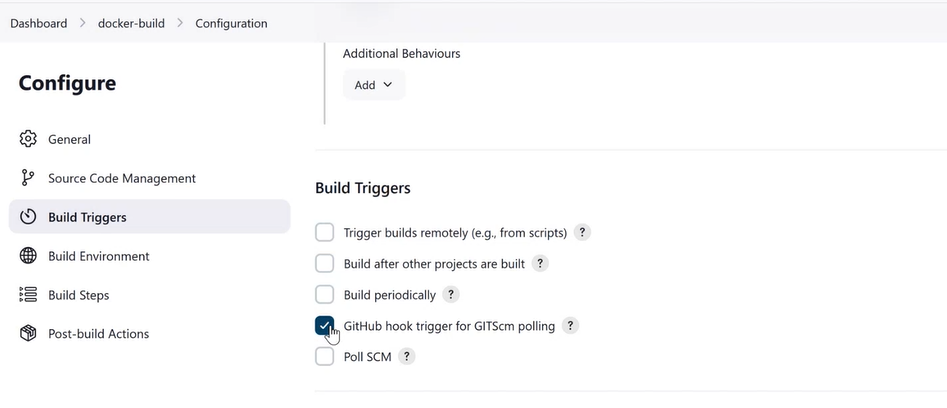 Dashboard > docker-build > Configuration
Configure
General
Source Code Management
Build Triggers
Build Environment
Build Steps
Post-build Actions
Additional Behaviours
Add
Build Triggers
Trigger builds remotely (e.g., from scripts) ?
Build after other projects are built ?
Build periodically ?
GitHub hook trigger for GITScm polling ?
Poll SCM ?